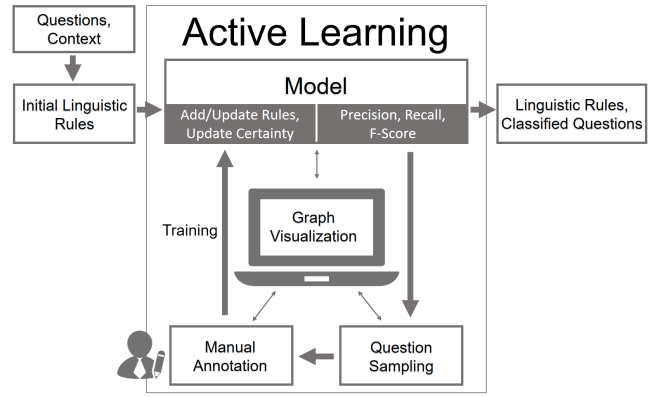 Questions,
Context
Initial Linguistic
Rules
Active Learning
Model
Add/Update Rules,
Update Certainty
Precision, Recall,
F-Score
Linguistic Rules,
Classified Questions
Graph
Visualization
Training
Manual
Annotation
Question
Sampling